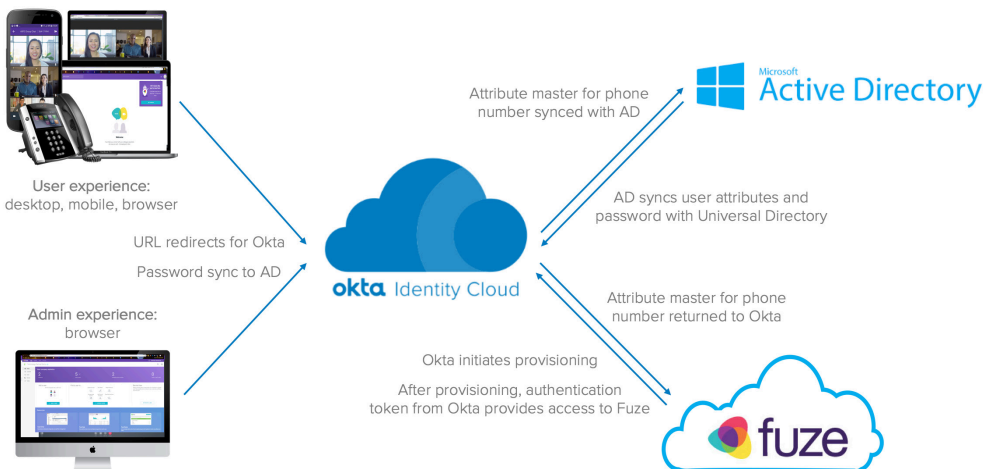 User experience:
desktop, mobile, browser
URL redirects for Okta
Password sync to AD
Admin experience:
browser
okta Identity Cloud
Attribute master for phone
number synced with AD
Microsoft
Active Directory
AD syncs user attributes and
password with Universal Directory
Attribute master for phone
number returned to Okta
Okta initiates provisioning
After provisioning, authentication
token from Okta provides access to Fuze
fuze